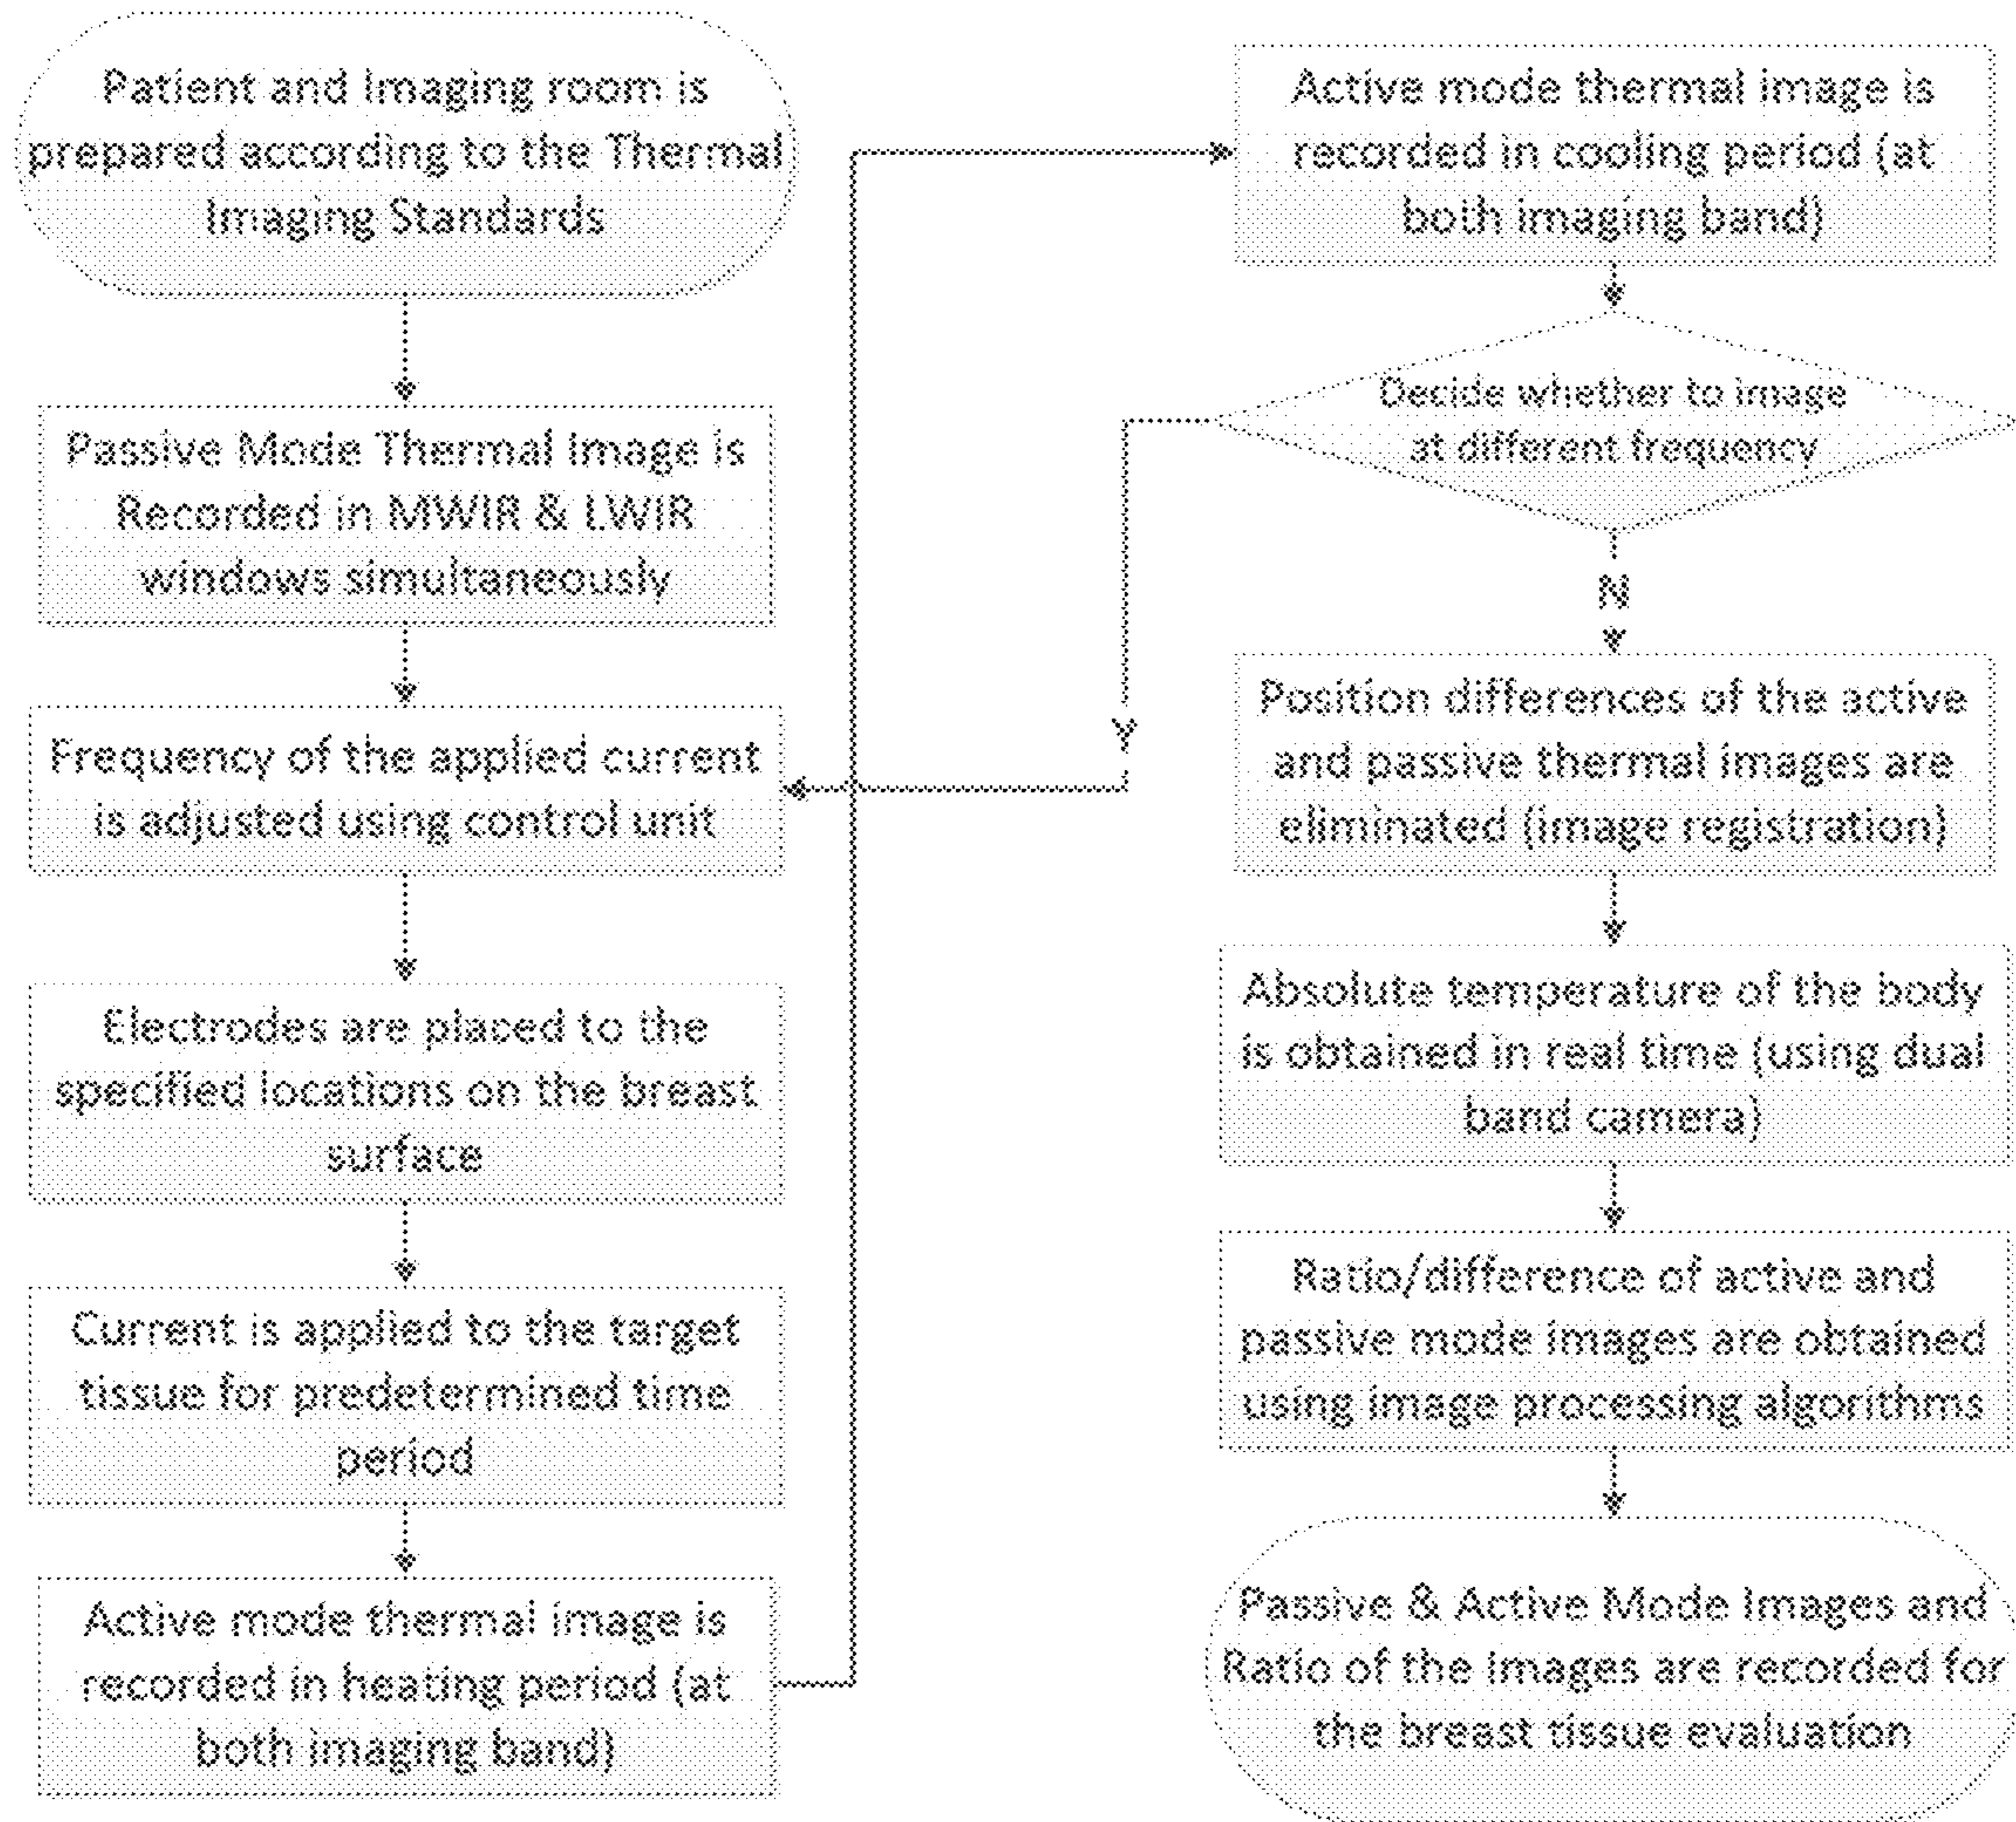 Patient and Imaging room is
prepared according to the Thermal
Imaging Standards
Passive Mode Thermal Image is
Recorded in MWIR & LWIR
windows simultaneously
Frequency of the applied current
is adjusted using control unit
Electrodes are placed to the
specified locations on the breast
surface
Current is applied to the target
tissue for predetermined time
period
Active mode thermal image is
recorded in heating period (at
both imaging band)
Active mode thermal image is
recorded in cooling period (at
both imaging band)
Decide whether to image
at different frequency
Y
N
Position differences of the active
and passive thermal images are
eliminated (image registration)
Absolute temperature of the body
is obtained in real time (using dual
band camera)
Ratio/difference of active and
passive mode images are obtained
using image processing algorithms
Passive & Active Mode Images and
Ratio of the Images are recorded for
the breast tissue evaluation